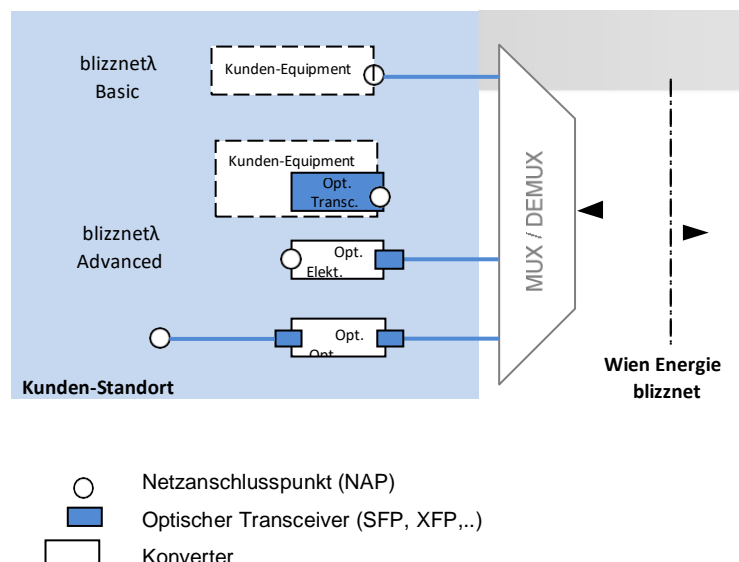 blizznetλ
Basic
Kunden-Equipment
Kunden-Equipment
Opt.
Transc.
blizznetλ
Advanced
Opt.
Elekt.
Opt.
Opt.
MUX / DEMUX
Wien Energie
blizznet
Kunden-Standort
Netzanschlusspunkt (NAP)
Optischer Transceiver (SFP, XFP,..)
Konverter